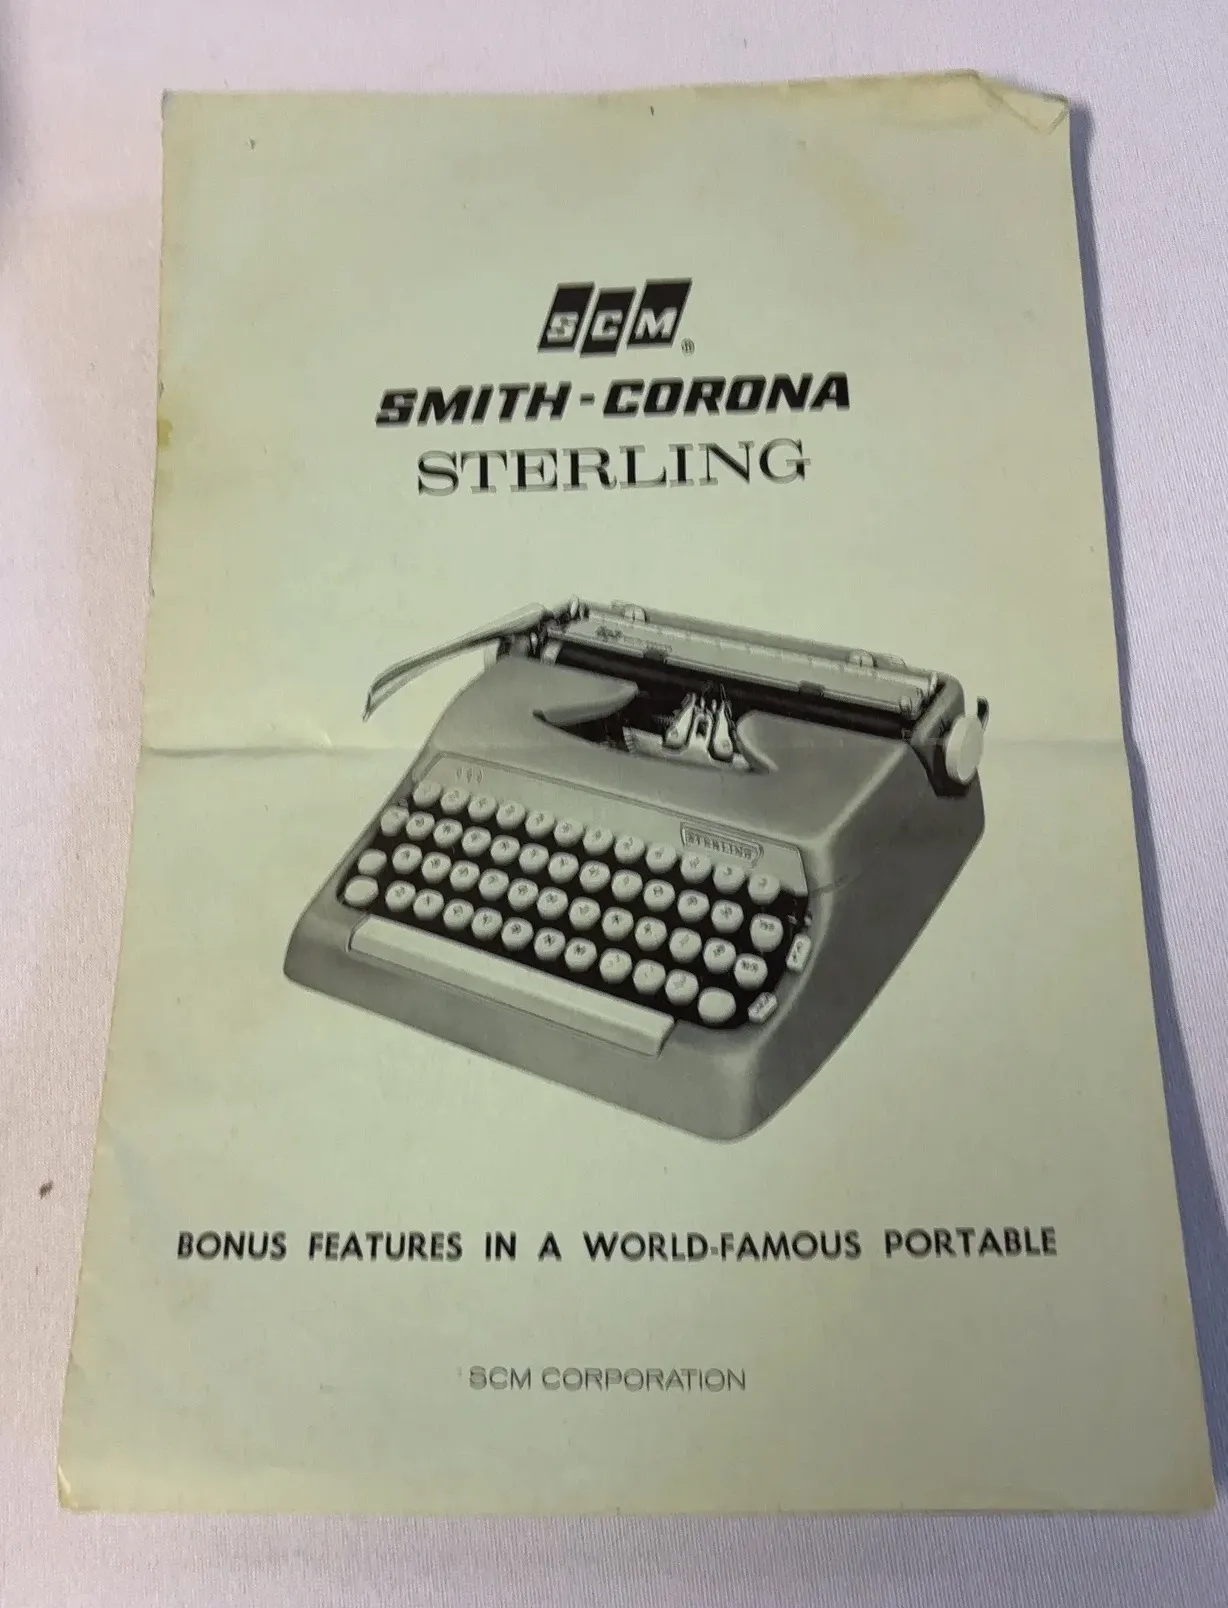 SCM®
SMITH-CORONA
STERLING
STERLING
BONUS FEATURES IN A WORLD-FAMOUS PORTABLE
SCM CORPORATION